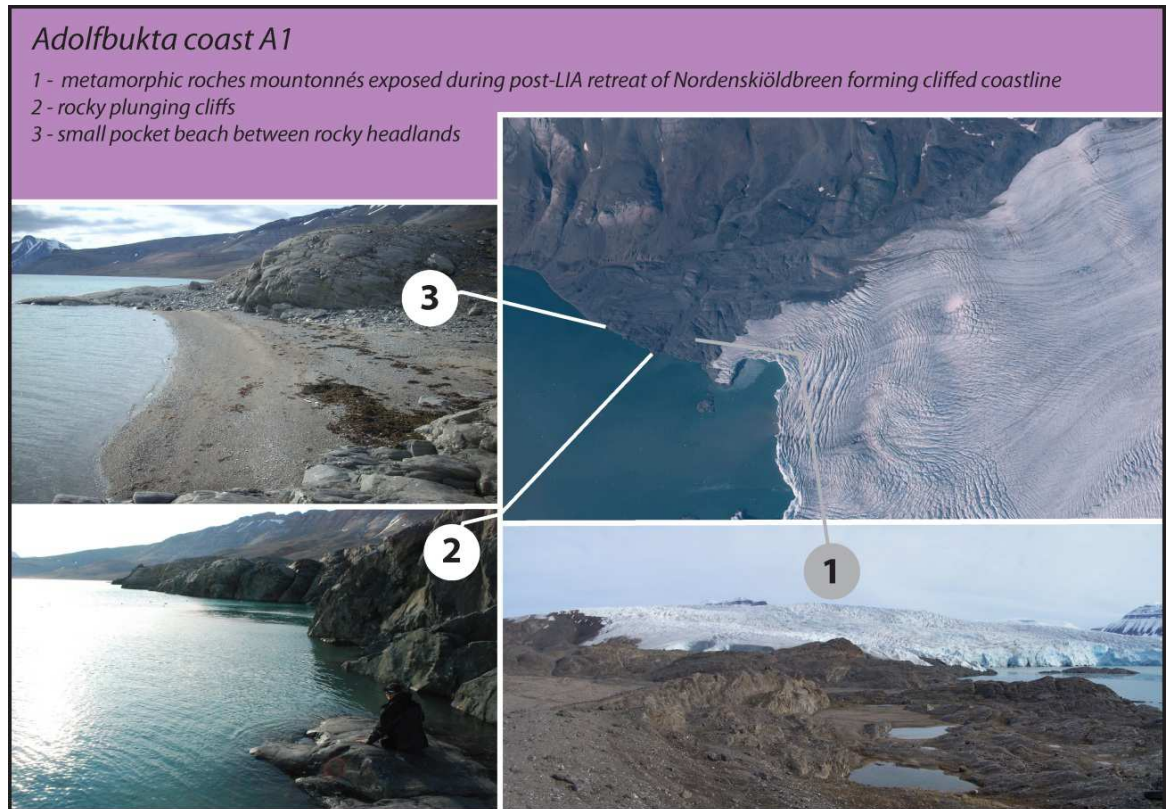 Adolfbukta coast A1
1 - metamorphic roches mountonnés exposed during post-LIA retreat of Nordenskiöldbreen forming cliffed coastline
2 - rocky plunging cliffs
3 - small pocket beach between rocky headlands
3
2
1